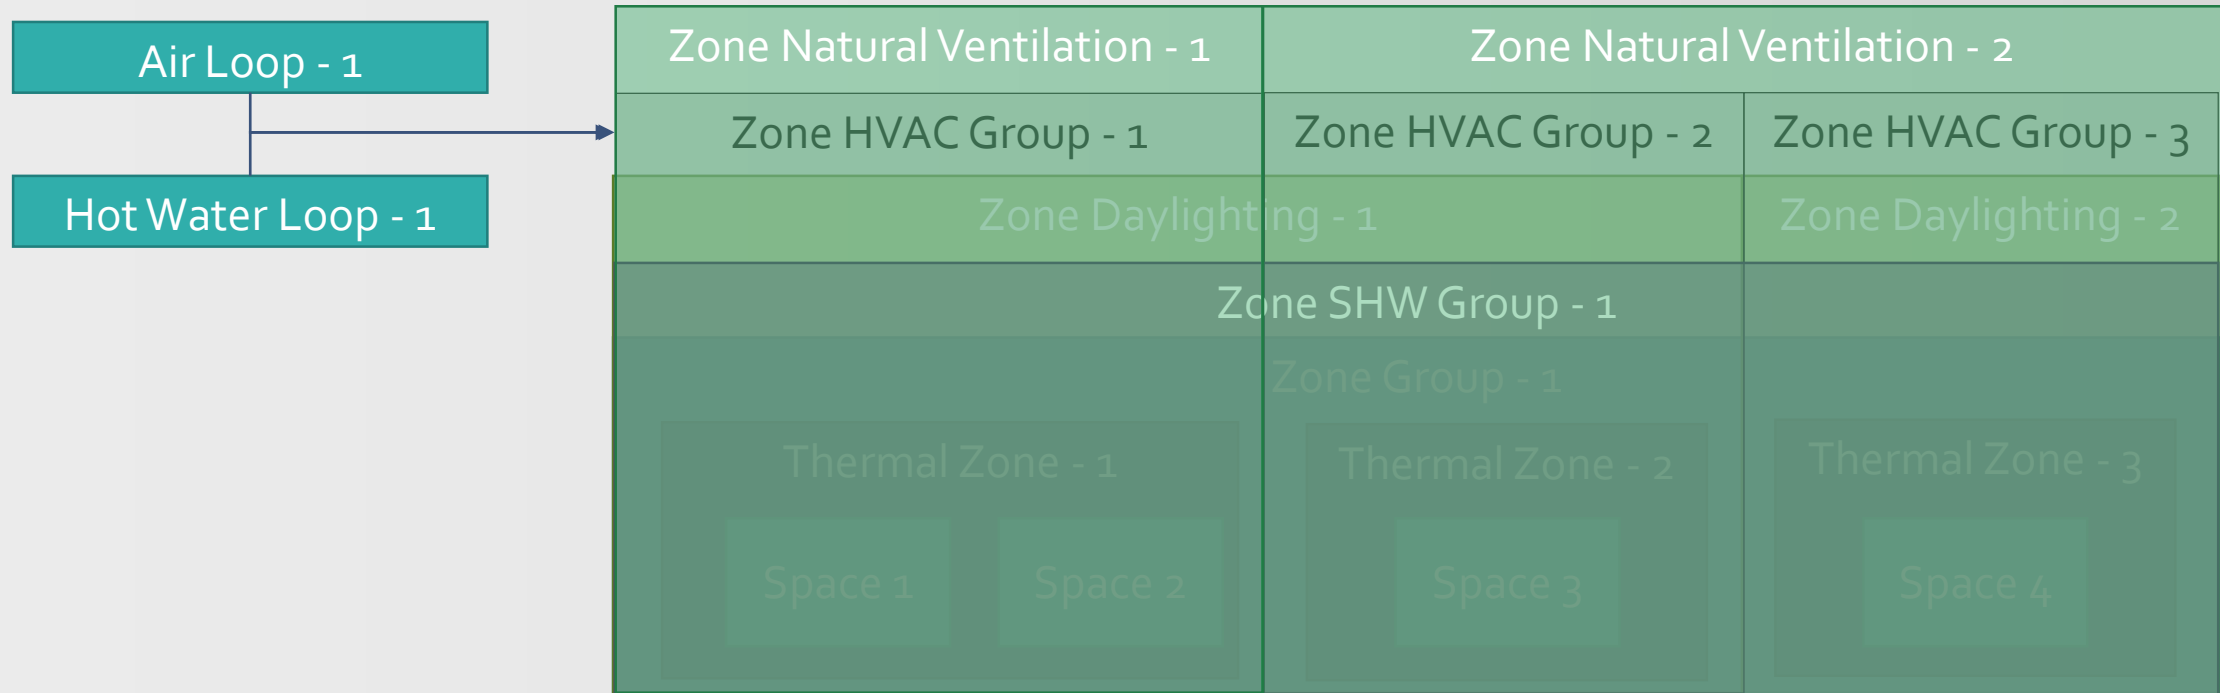 Air Loop - 1
Hot Water Loop - 1
Zone Natural Ventilation - 1
Zone Natural Ventilation - 2
Zone HVAC Group - 1
Zone HVAC Group - 2
Zone HVAC Group - 3
Zone Daylighting - 1
Zone Daylighting - 2
Zone SHW Group - 1
Zone Group - 1
Thermal Zone - 1
Thermal Zone - 2
Thermal Zone - 3
Space 1
Space 2
Space 3
Space 4